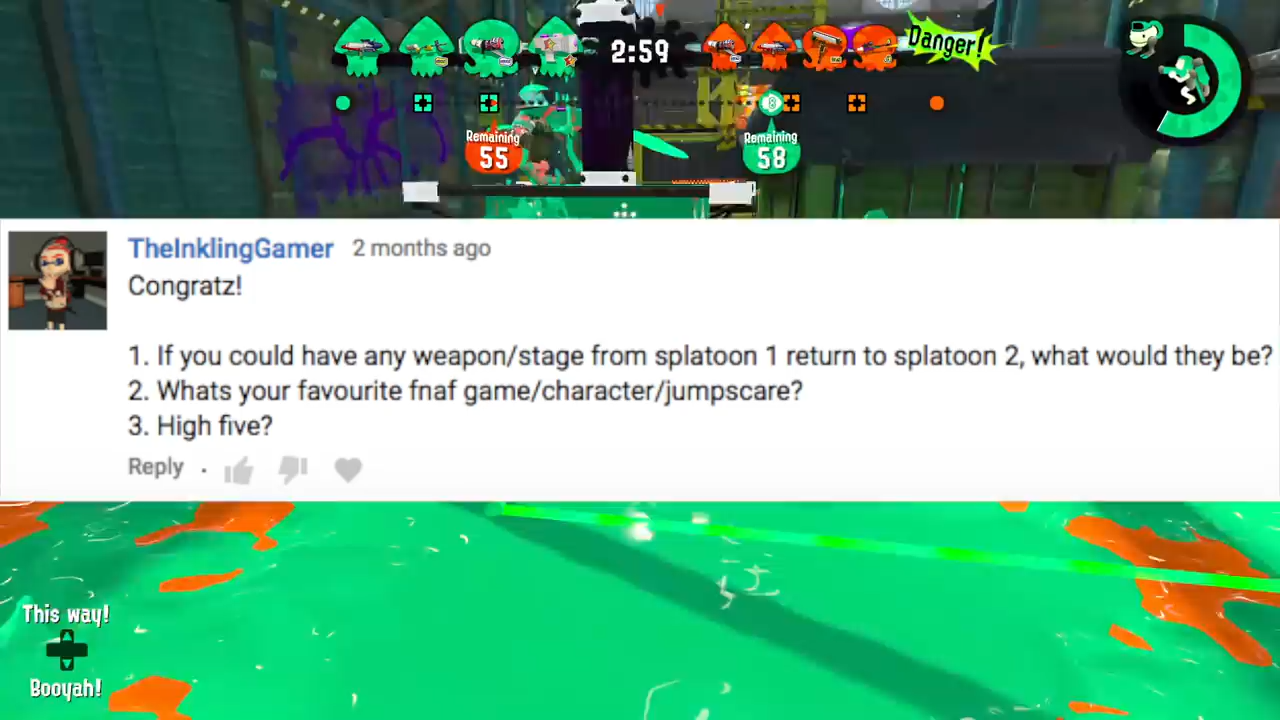 2:59
Danger!
Remaining
55
Remaining
58
TheInklingGamer 2 months ago
Congratz!
1. If you could have any weapon/stage from splatoon 1 return to splatoon 2, what would they be?
2. Whats your favourite fnaf game/character/jumpscare?
3. High five?
Reply
This way!
Booyah!